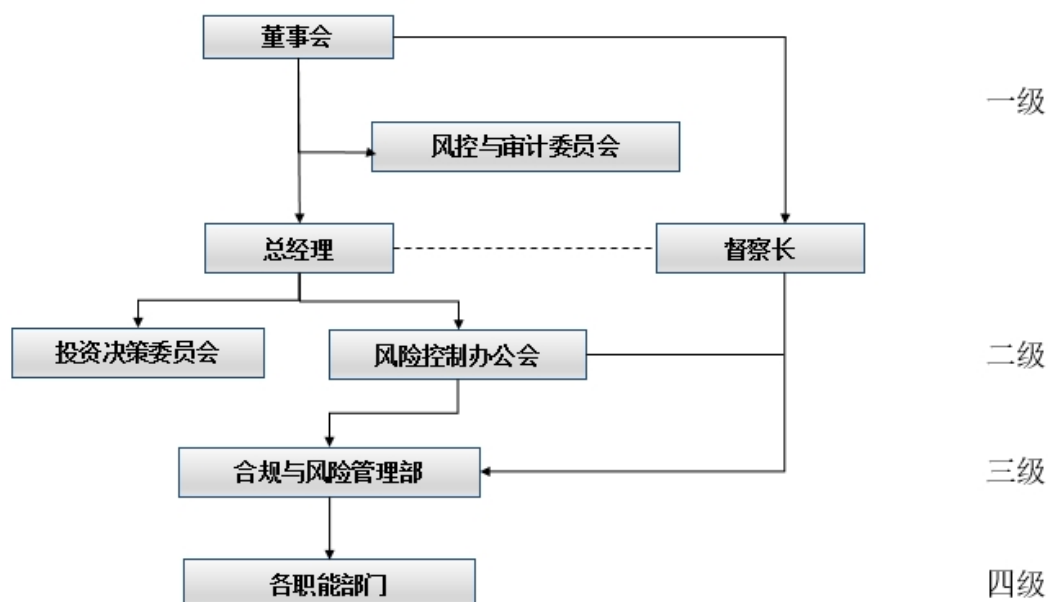 董事会
一级
风控与审计委员会
总经理
督察长
投资决策委员会
风险控制办公会
二级
合规与风险管理部
三级
各职能部门
四级